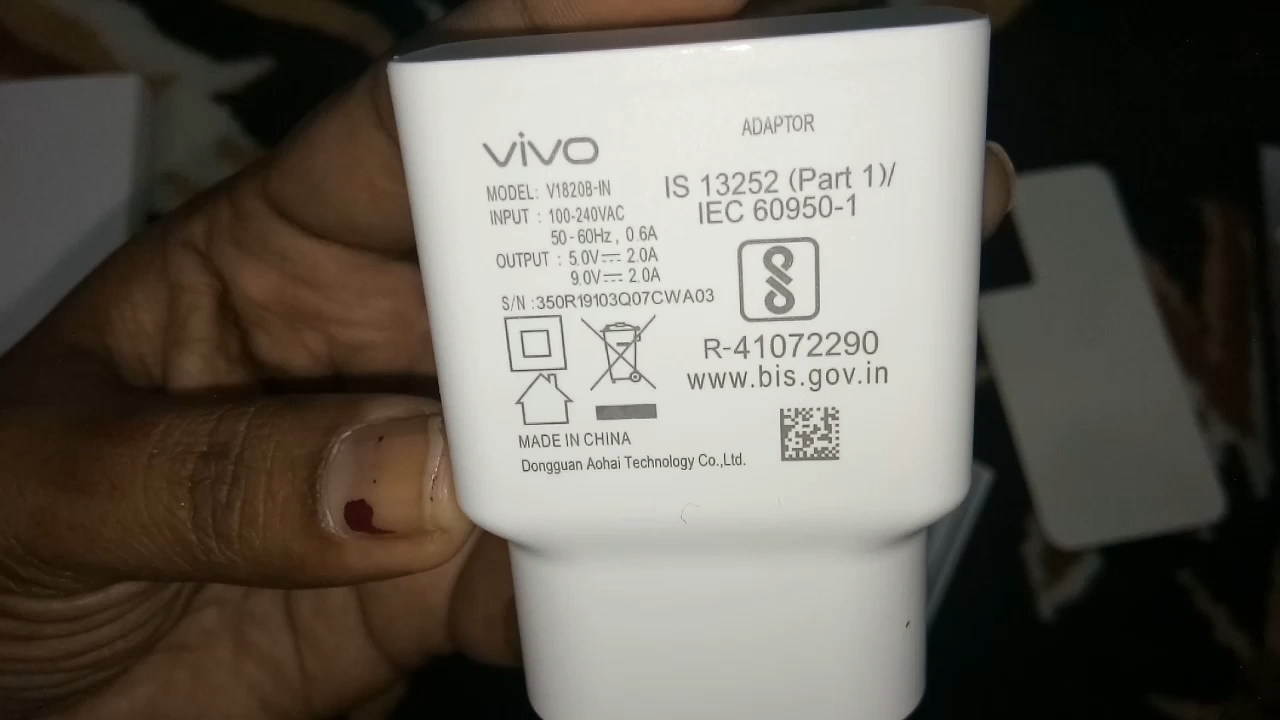 vivo
MODEL: V1820B-IN
INPUT : 100-240VAC
50-60Hz, 0.6A
OUTPUT : 5.0V⎓ 2.0A
9.0V⎓ 2.0A
S/N :350R19103Q07CWA03
MADE IN CHINA
Dongguan Aohai Technology Co.,Ltd.
ADAPTOR
IS 13252 (Part 1)/
IEC 60950-1
R-41072290
www.bis.gov.in